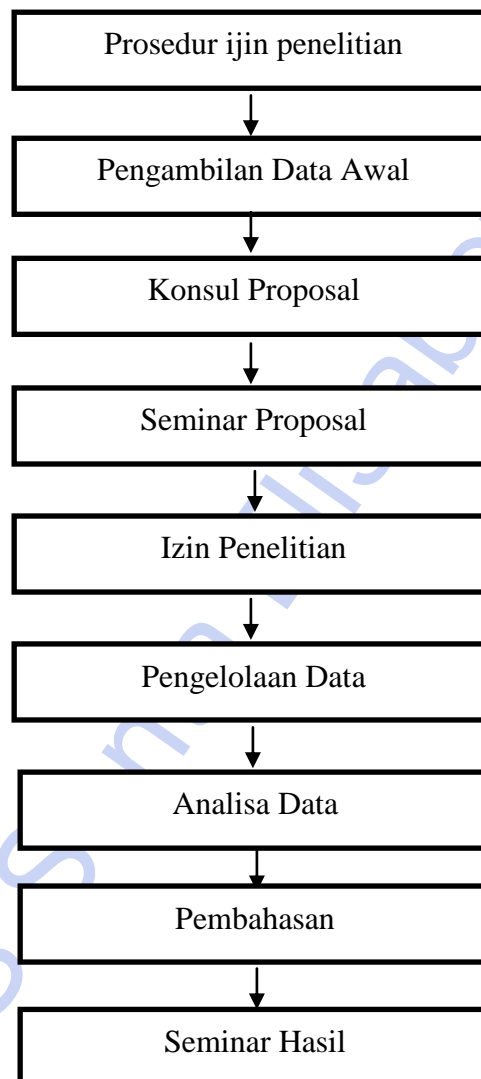 Prosedur ijin penelitian
Pengambilan Data Awal
Konsul Proposal
Seminar Proposal
Izin Penelitian
Pengelolaan Data
Analisa Data
Pembahasan
Seminar Hasil